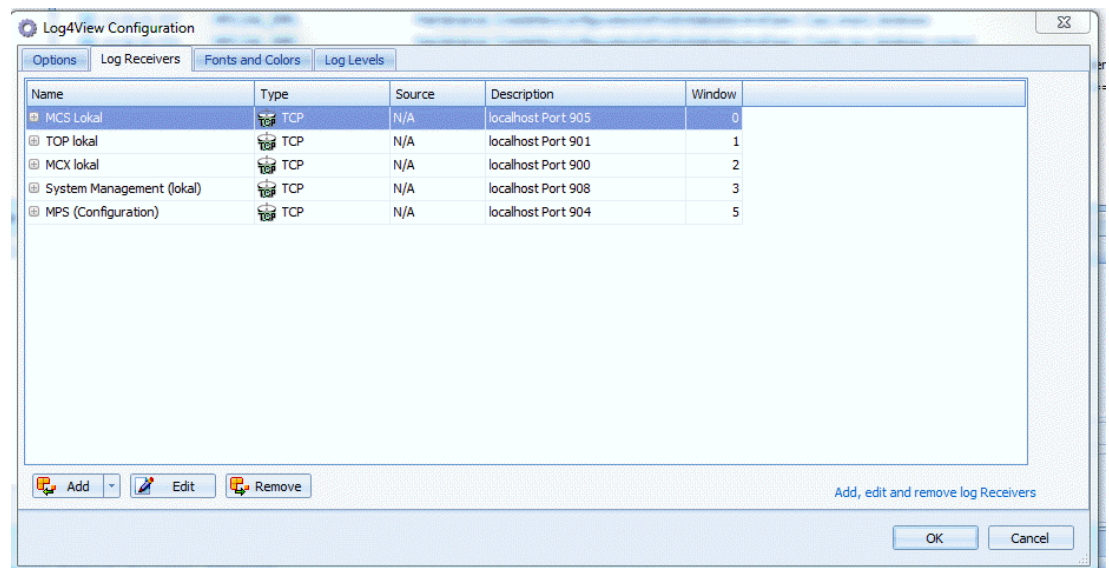 Log4View Configuration
Options Log Receivers Fonts and Colors Log Levels
Name Type Source Description Window
MCS Lokal TCP N/A localhost Port 905 0
TOP lokal TCP N/A localhost Port 901 1
MCX lokal TCP N/A localhost Port 900 2
System Management (lokal) TCP N/A localhost Port 908 3
MPS (Configuration) TCP N/A localhost Port 904 5
Add Edit Remove
Add, edit and remove log Receivers
OK Cancel